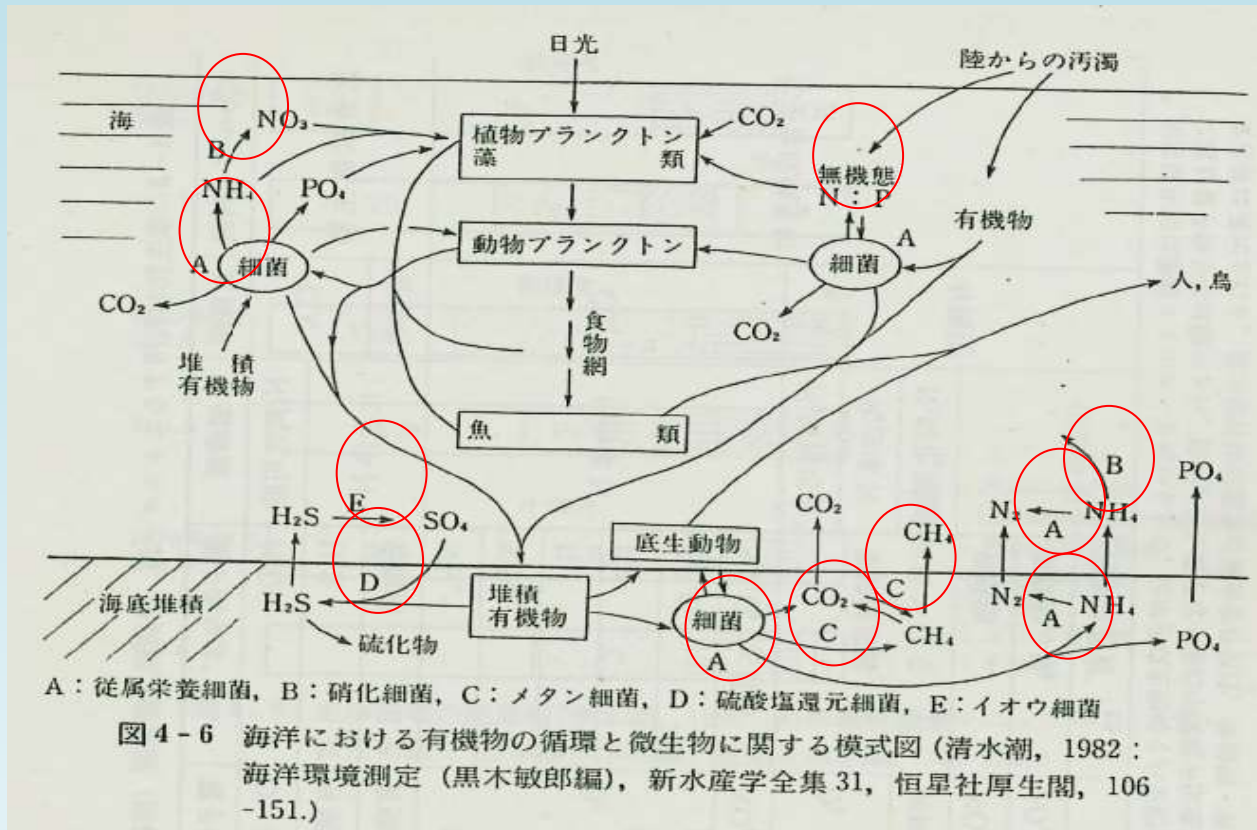 日光
陸からの汚濁
海
NO₃
植物プランクトン
藻 類
CO₂
B
NH₄
PO₄
無機態
N : P
有機物
動物プランクトン
A
細菌
A
細菌
CO₂
CO₂
人, 鳥
食物網
堆 積
有機物
魚 類
B
PO₄
E
CO₂
N₂
A
NH₄
H₂S
SO₄
CH₄
底生動物
D
海底堆積
H₂S
堆積
有機物
細菌
CO₂
C
N₂
NH₄
A
硫化物
C
CH₄
PO₄
A
A:従属栄養細菌, B:硝化細菌, C:メタン細菌, D:硫酸塩還元細菌, E:イオウ細菌
図4-6 海洋における有機物の循環と微生物に関する模式図 (清水潮, 1982:
海洋環境測定 (黒木敏郎編), 新水産学全集 31, 恒星社厚生閣, 106
-151.)